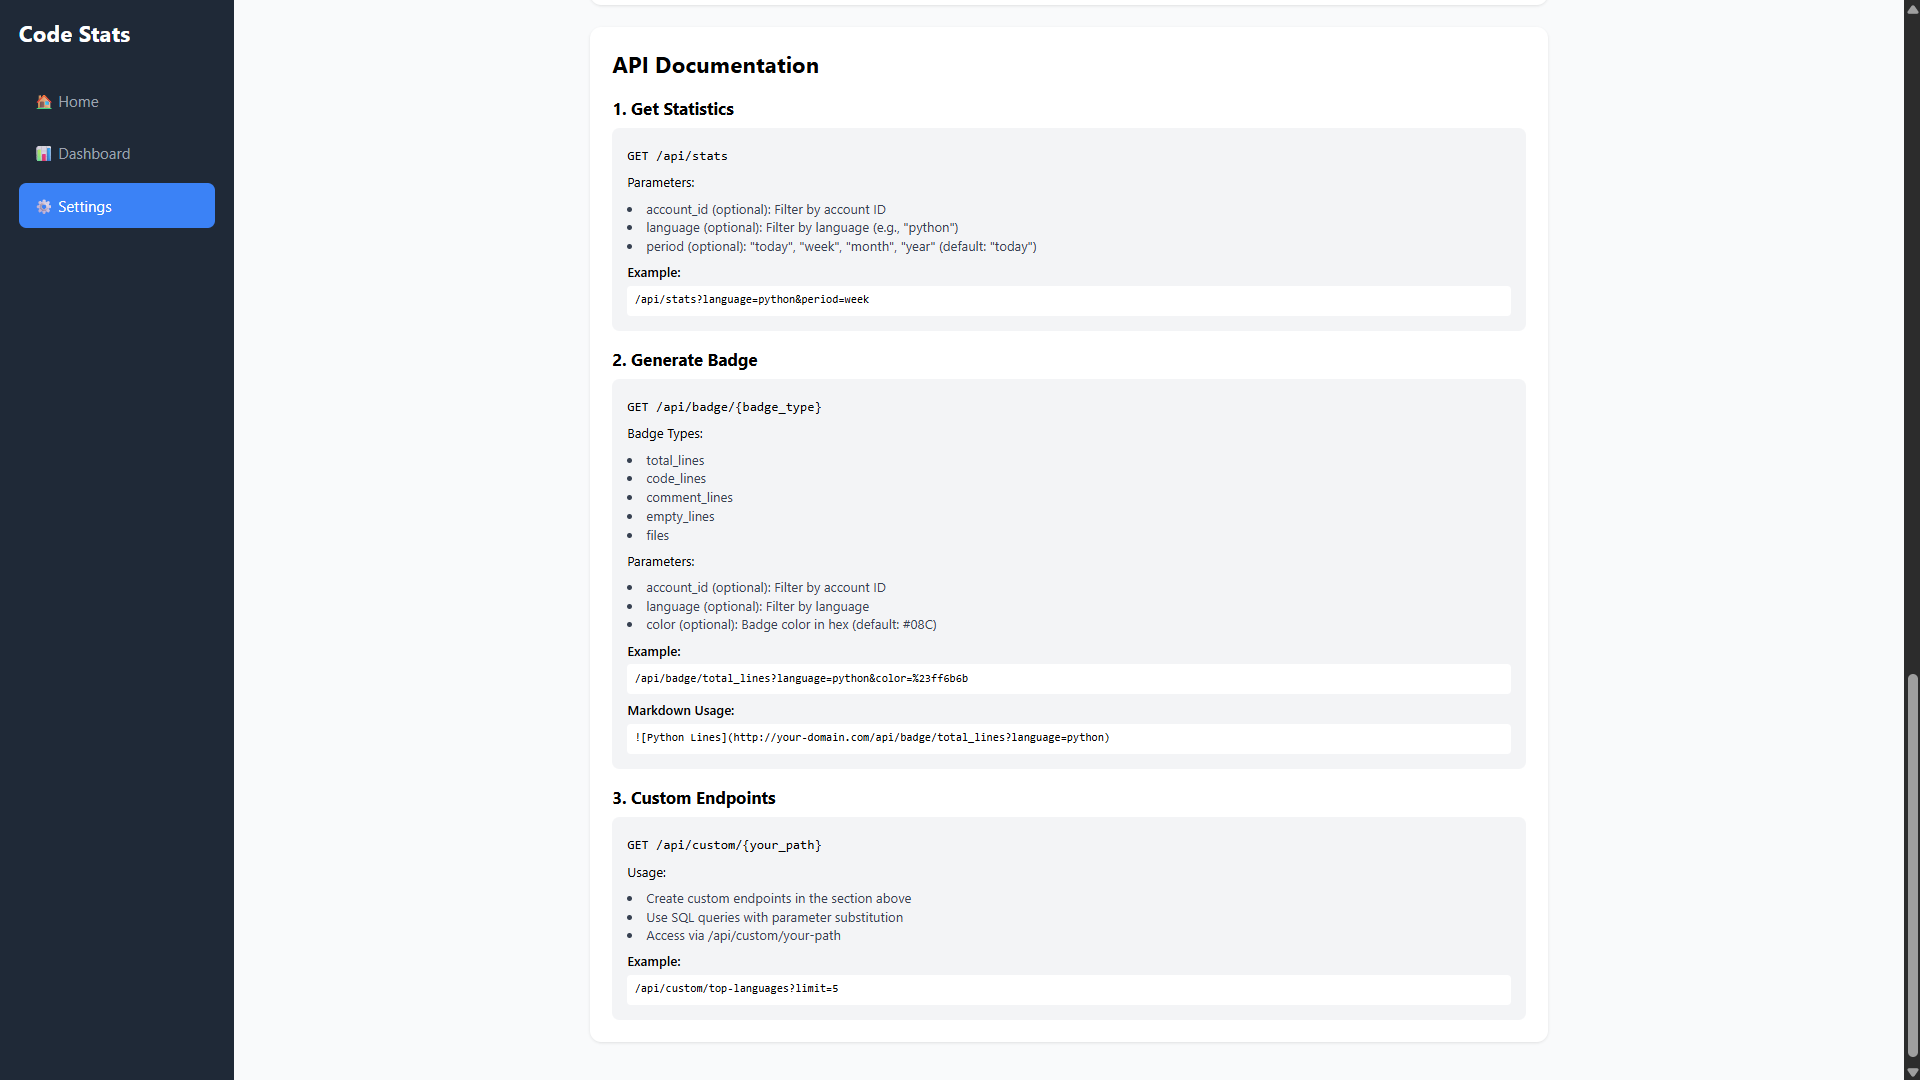 Code Stats
Home
Dashboard
Settings
API Documentation
1. Get Statistics
GET /api/stats
Parameters:
account_id (optional): Filter by account ID
language (optional): Filter by language (e.g., "python")
period (optional): "today", "week", "month", "year" (default: "today")
Example:
/api/stats?language=python&period=week
2. Generate Badge
GET /api/badge/{badge_type}
Badge Types:
total_lines
code_lines
comment_lines
empty_lines
files
Parameters:
account_id (optional): Filter by account ID
language (optional): Filter by language
color (optional): Badge color in hex (default: #08C)
Example:
/api/badge/total_lines?language=python&color=%23ff6b6b
Markdown Usage:
![Python Lines](http://your-domain.com/api/badge/total_lines?language=python)
3. Custom Endpoints
GET /api/custom/{your_path}
Usage:
Create custom endpoints in the section above
Use SQL queries with parameter substitution
Access via /api/custom/your-path
Example:
/api/custom/top-languages?limit=5